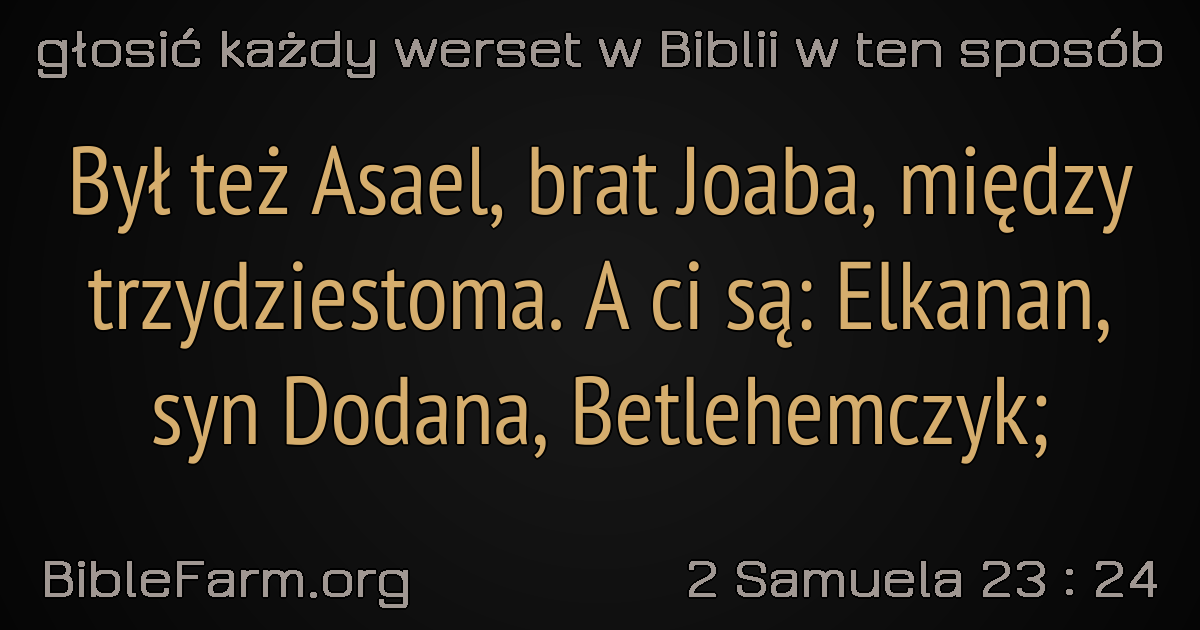 głosić każdy werset w Biblii w ten sposób
Był też Asael, brat Joaba, między
trzydziestoma. A ci są: Elkanan,
syn Dodana, Betlehemczyk;
BibleFarm.org
2 Samuela 23 : 24